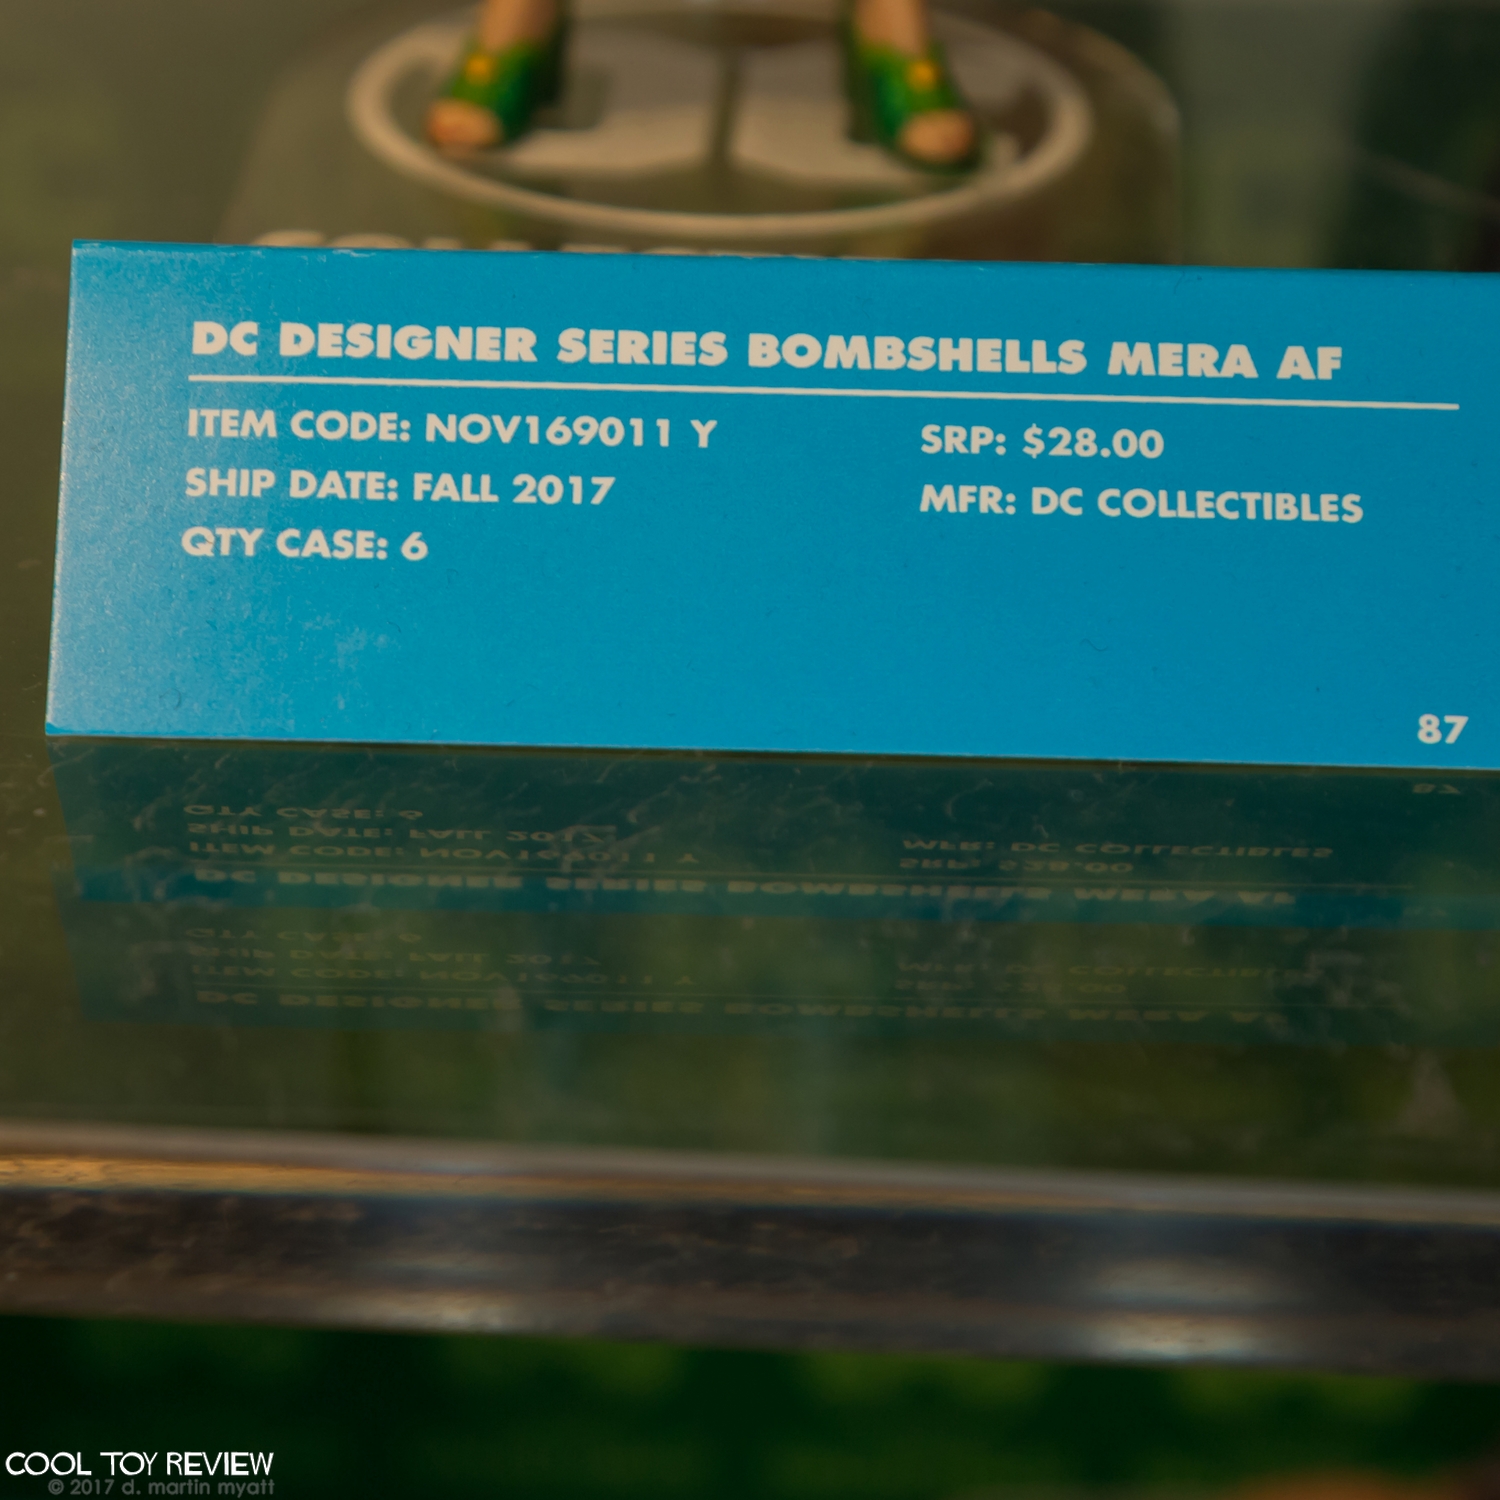 DC DESIGNER SERIES BOMBSHELLS MERA AF
ITEM CODE: NOV169011 Y
SRP: $28.00
SHIP DATE: FALL 2017
MFR: DC COLLECTIBLES
QTY CASE: 6
87
COOL TOY REVIEW
© 2017 d. martin myatt